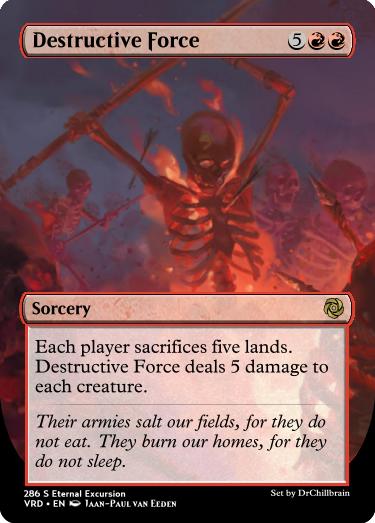 Destructive Force 5
Sorcery
Each player sacrifices five lands.
Destructive Force deals 5 damage to
each creature.
Their armies salt our fields, for they do
not eat. They burn our homes, for they
do not sleep.
286 S Eternal Excursion
Set by DrChillbrain
VRD • EN Jaan-Paul van Eeden